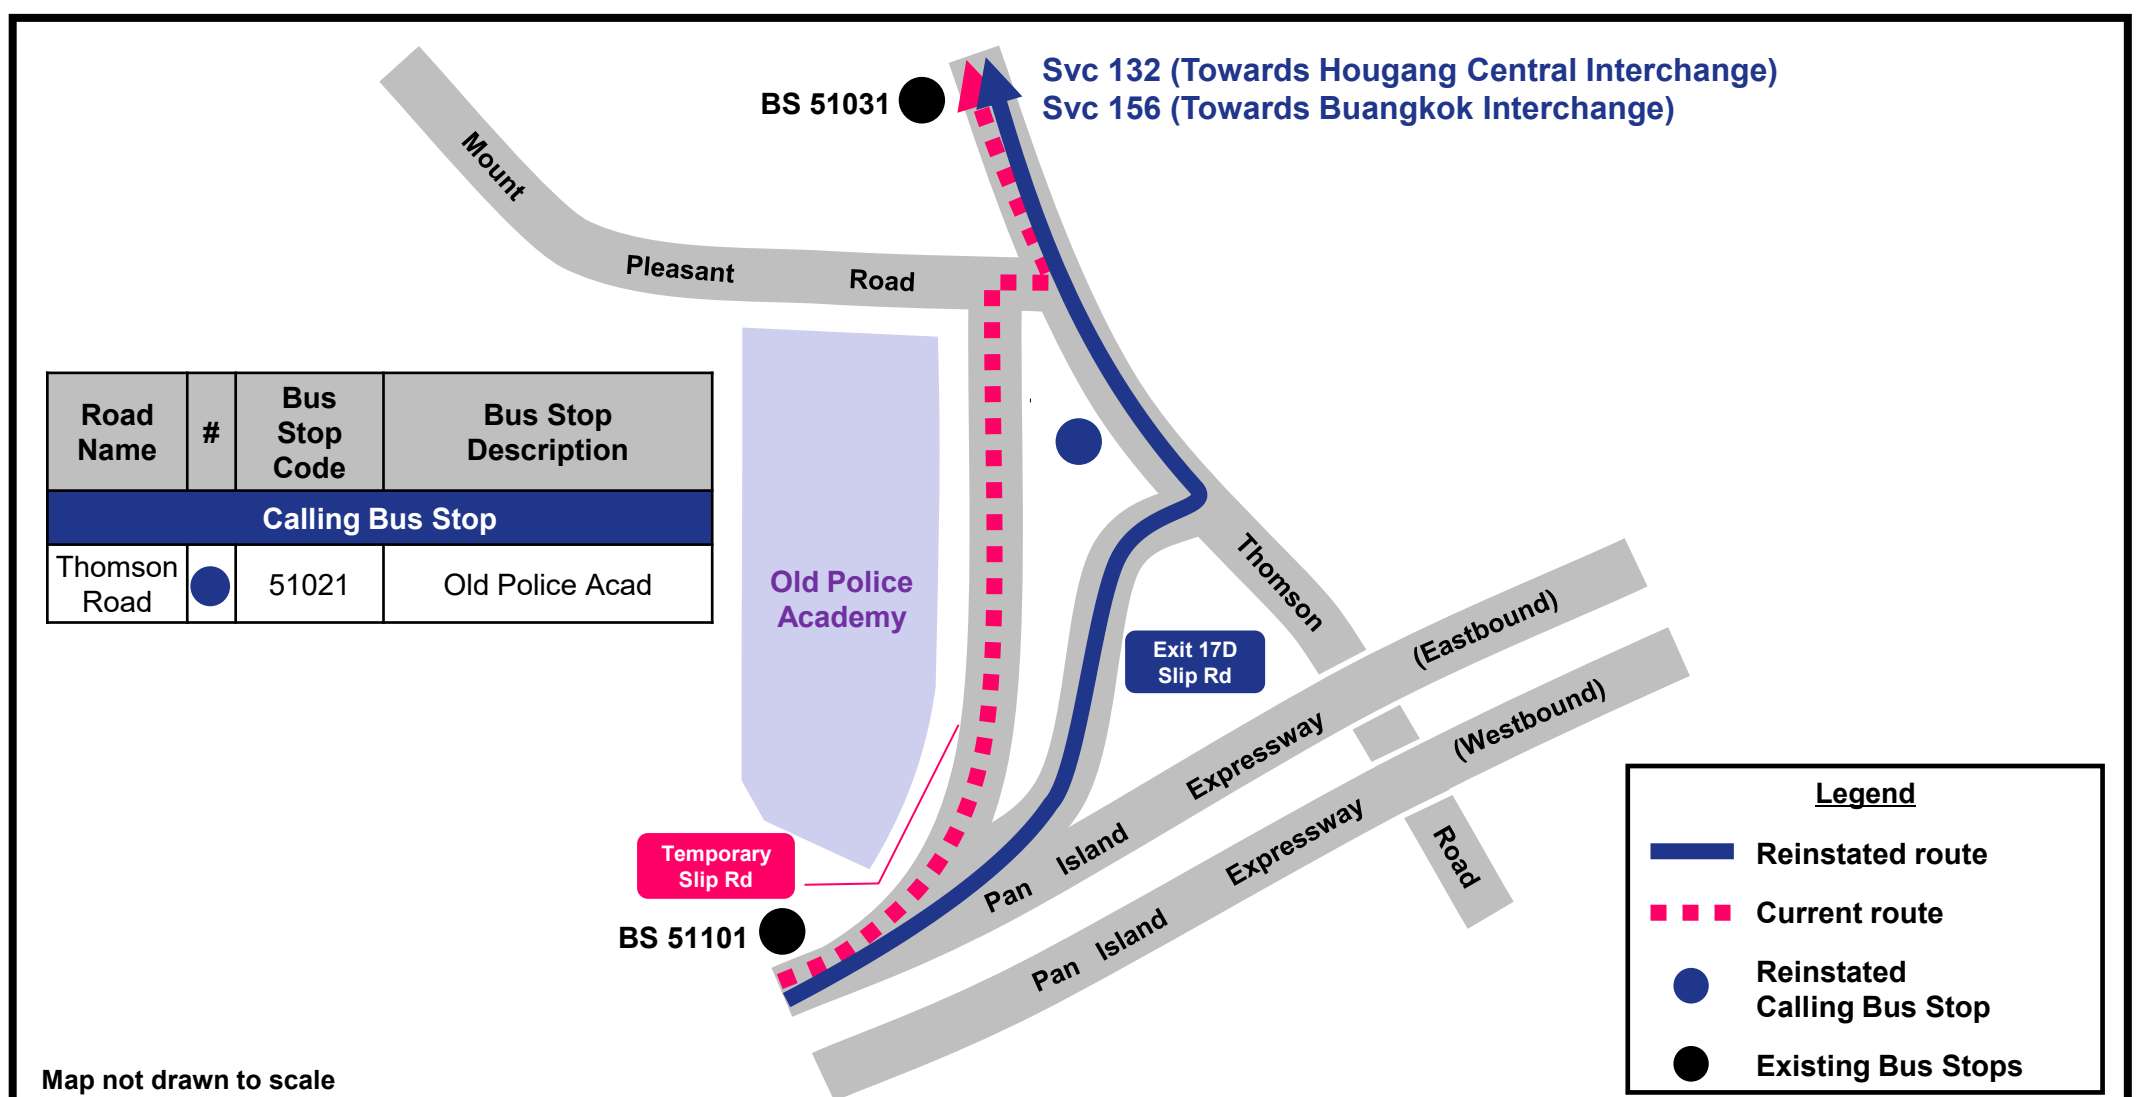 Svc 132 (Towards Hougang Central Interchange)
Svc 156 (Towards Buangkok Interchange)
BS 51031
Mount
Pleasant
Road
Road
Name
#
Bus
Stop
Code
Bus Stop
Description
Calling Bus Stop
Thomson
Road
51021
Old Police Acad
Old Police
Academy
Thomson
Road
Exit 17D
Slip Rd
Pan Island Expressway (Eastbound)
Pan Island Expressway (Westbound)
Temporary
Slip Rd
BS 51101
Legend
Reinstated route
Current route
Reinstated
Calling Bus Stop
Existing Bus Stops
Map not drawn to scale